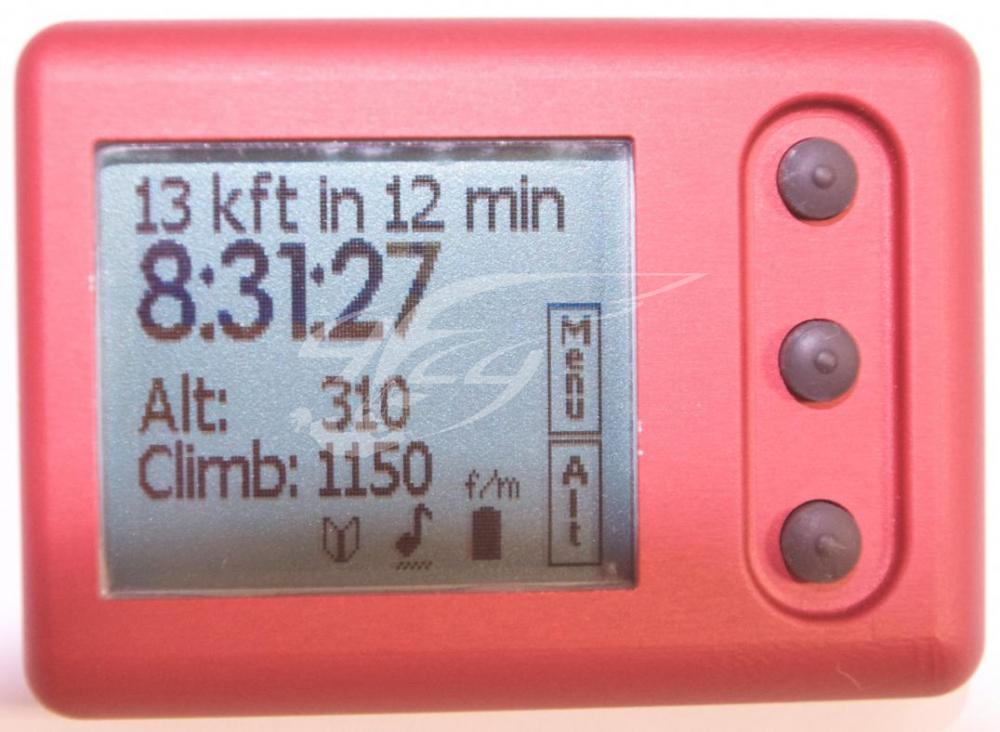 13 kft in 12 min
8:31:27
Alt: 310
Climb: 1150 f/m
Menu
Alt